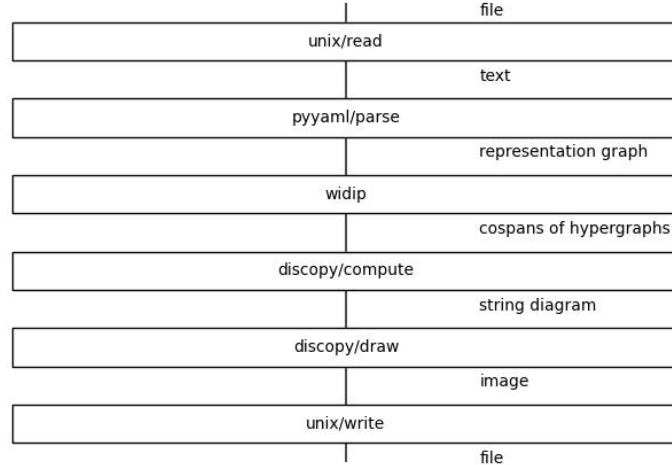 file
unix/read
text
pyyaml/parse
representation graph
widip
cospans of hypergraphs
discopy/compute
string diagram
discopy/draw
image
unix/write
file